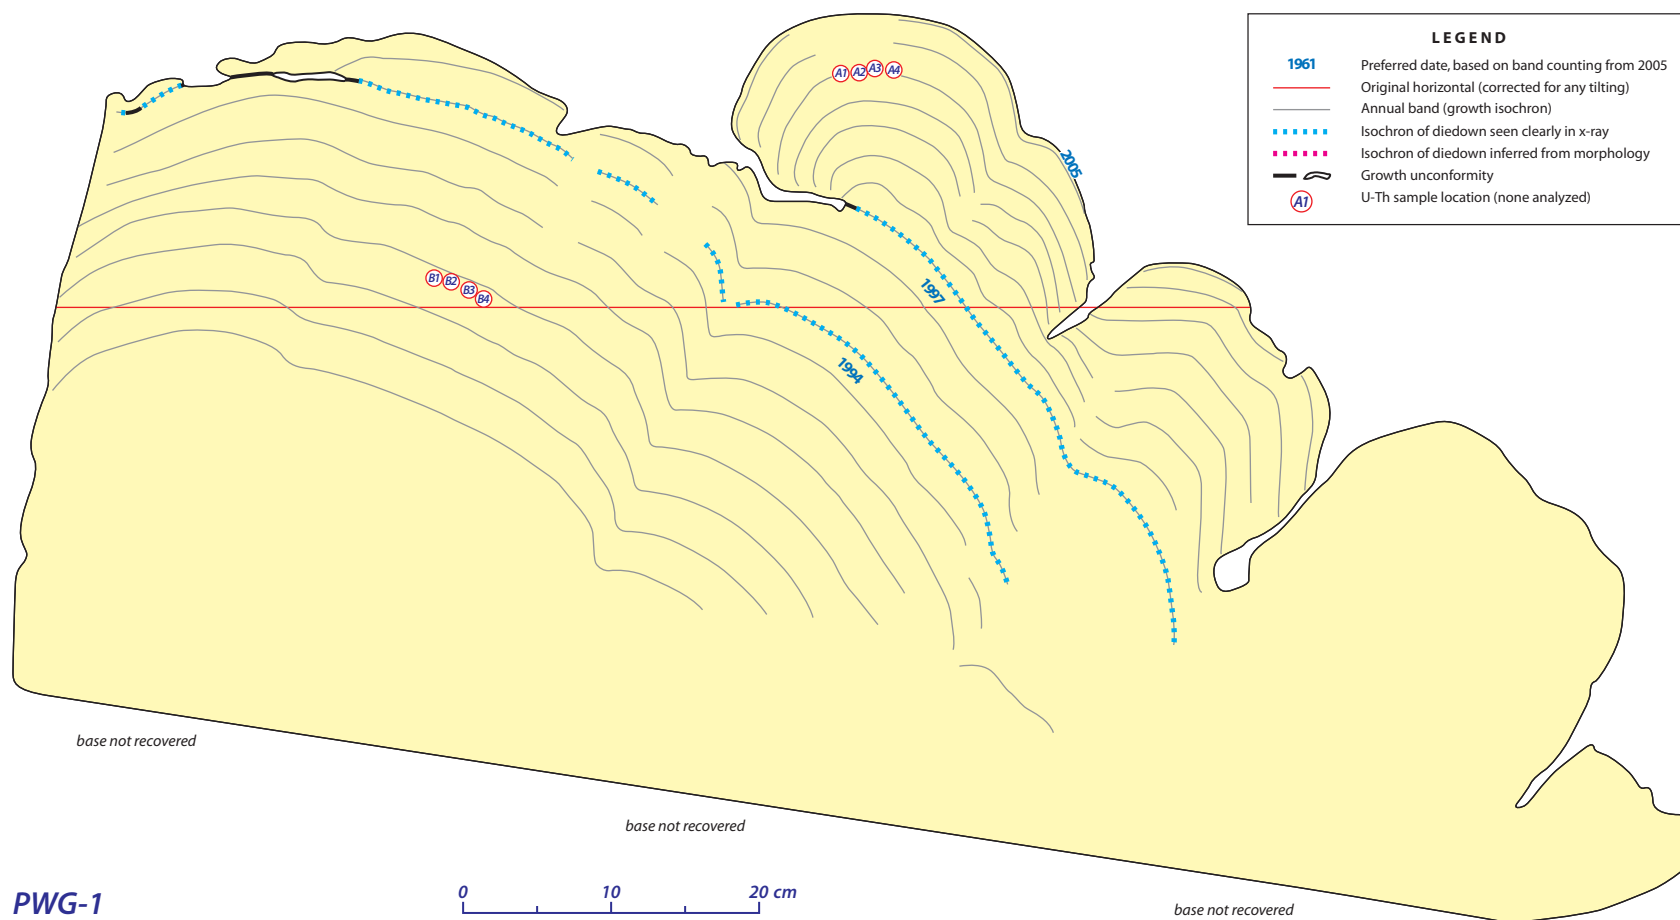 LEGEND
1961 Preferred date, based on band counting from 2005
Original horizontal (corrected for any tilting)
Annual band (growth isochron)
Isochron of diedown seen clearly in x-ray
Isochron of diedown inferred from morphology
Growth unconformity
A1 U-Th sample location (none analyzed)
A1 A2 A3 A4
2005
B1 B2 B3 B4
1997
1994
base not recovered
base not recovered
base not recovered
PWG-1
0 10 20 cm